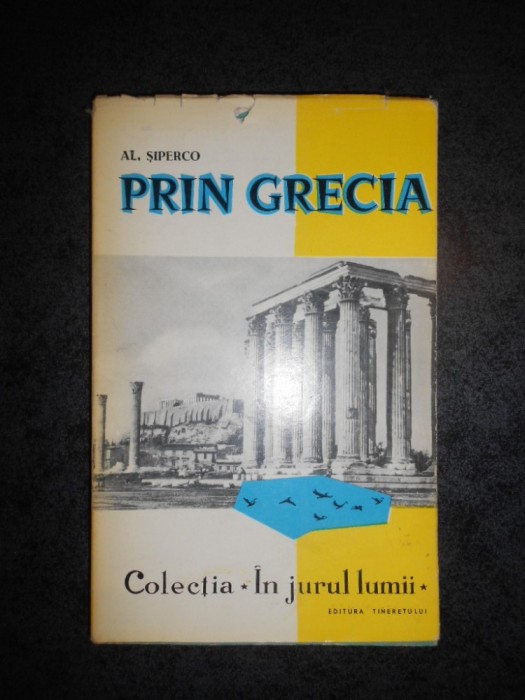 AL. ŞIPERCO
PRIN GRECIA
Colecţia * În jurul lumii *
EDITURA TINERETULUI